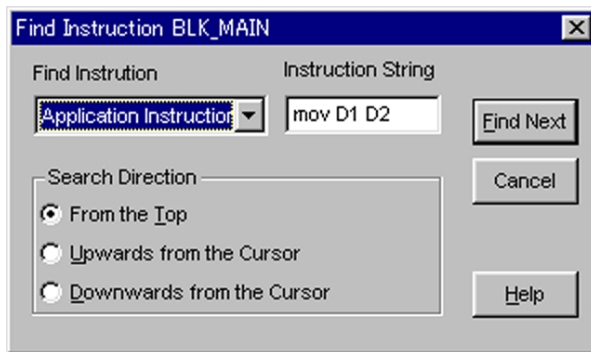 Find Instruction BLK_MAIN
Find Instrution
Instruction String
Application Instruction
mov D1 D2
Find Next
Cancel
Search Direction
From the Top
Upwards from the Cursor
Downwards from the Cursor
Help